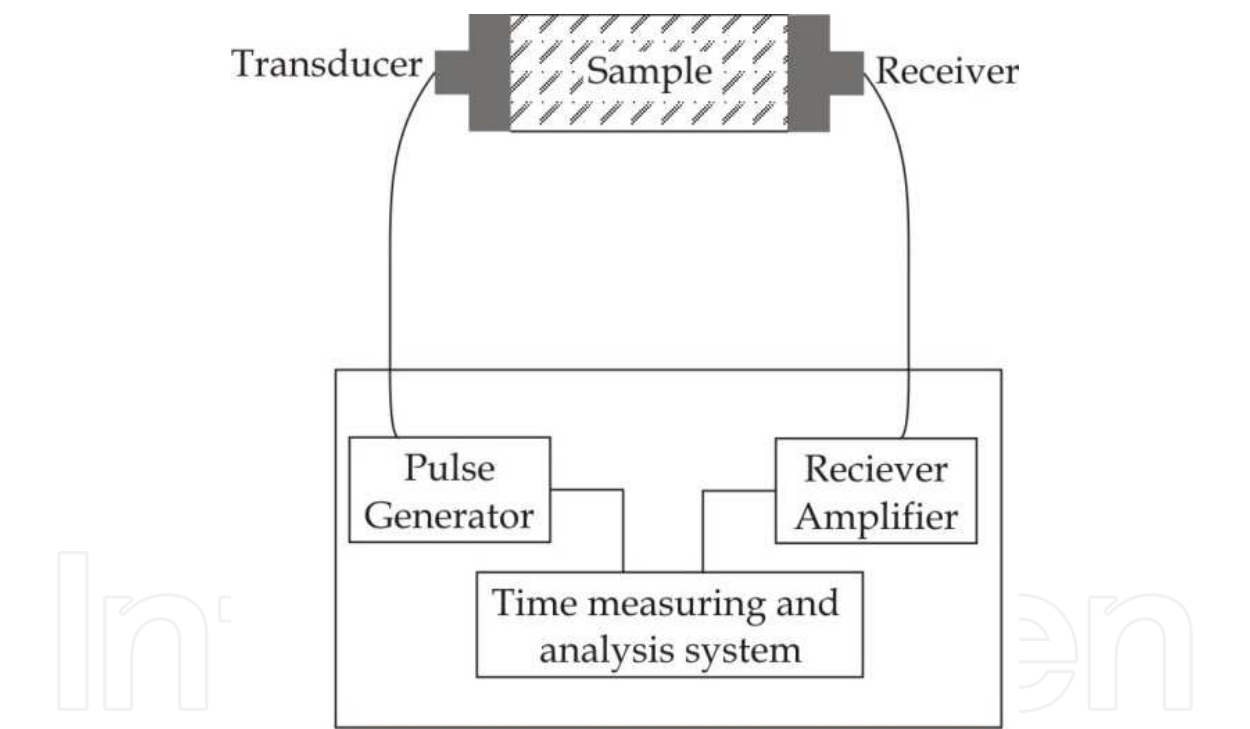 Transducer
Sample
Receiver
Pulse
Generator
Reciever
Amplifier
Time measuring and
analysis system